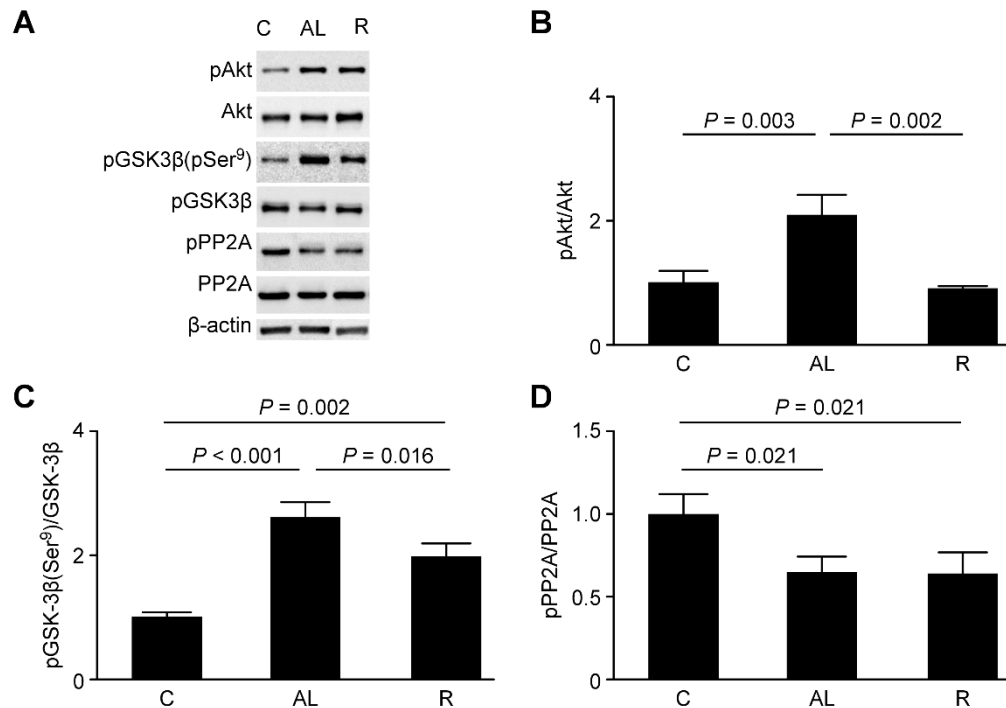 A
C AL R
pAkt
Akt
pGSK3β(pSer⁹)
pGSK3β
pPP2A
PP2A
β-actin
B
4
P = 0.003 P = 0.002
2
0
pAkt/Akt
C AL R
C
P = 0.002
4
P < 0.001 P = 0.016
2
0
pGSK-3β(Ser⁹)/GSK-3β
C AL R
D
P = 0.021
1.5
P = 0.021
1.0
0.5
0
pPP2A/PP2A
C AL R